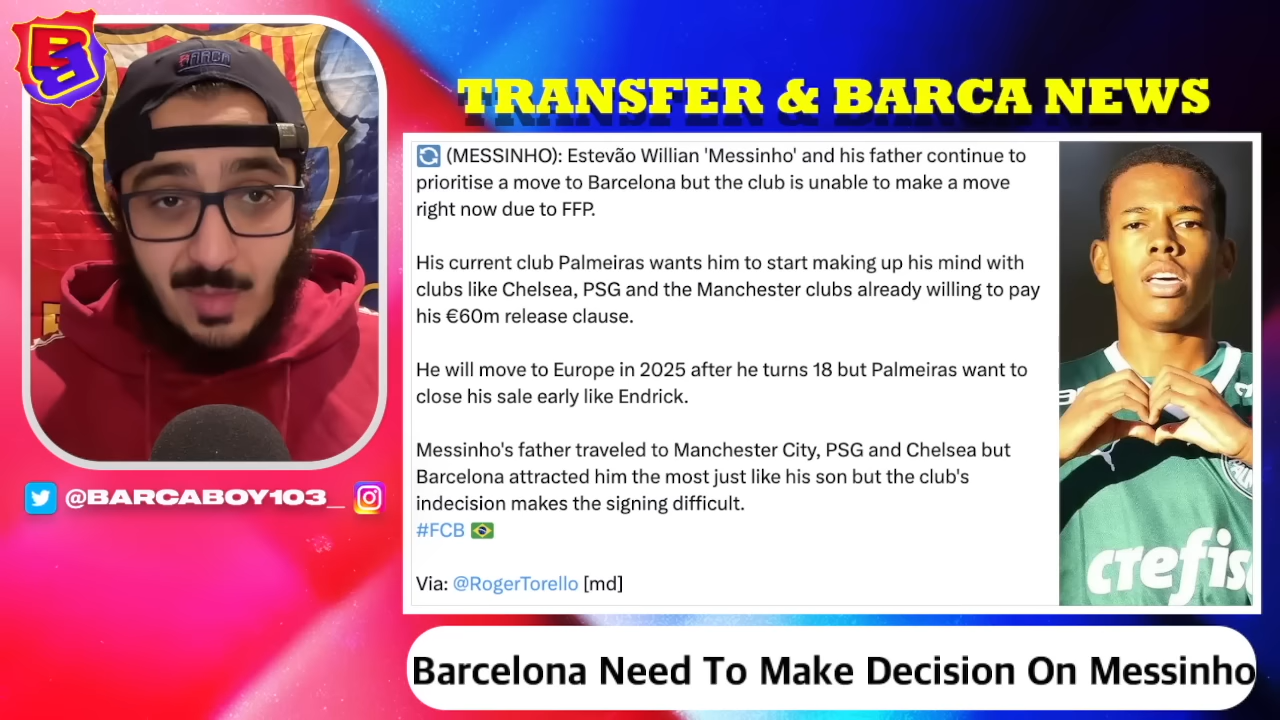 TRANSFER & BARCA NEWS
BARCA
🔄 (MESSINHO): Estevão Willian 'Messinho' and his father continue to
prioritise a move to Barcelona but the club is unable to make a move
right now due to FFP.
His current club Palmeiras wants him to start making up his mind with
clubs like Chelsea, PSG and the Manchester clubs already willing to pay
his €60m release clause.
He will move to Europe in 2025 after he turns 18 but Palmeiras want to
close his sale early like Endrick.
Messinho's father traveled to Manchester City, PSG and Chelsea but
Barcelona attracted him the most just like his son but the club's
indecision makes the signing difficult.
#FCB 🇧🇷
Via: @RogerTorello [md]
crefis
@BARCABOY103_
Barcelona Need To Make Decision On Messinho